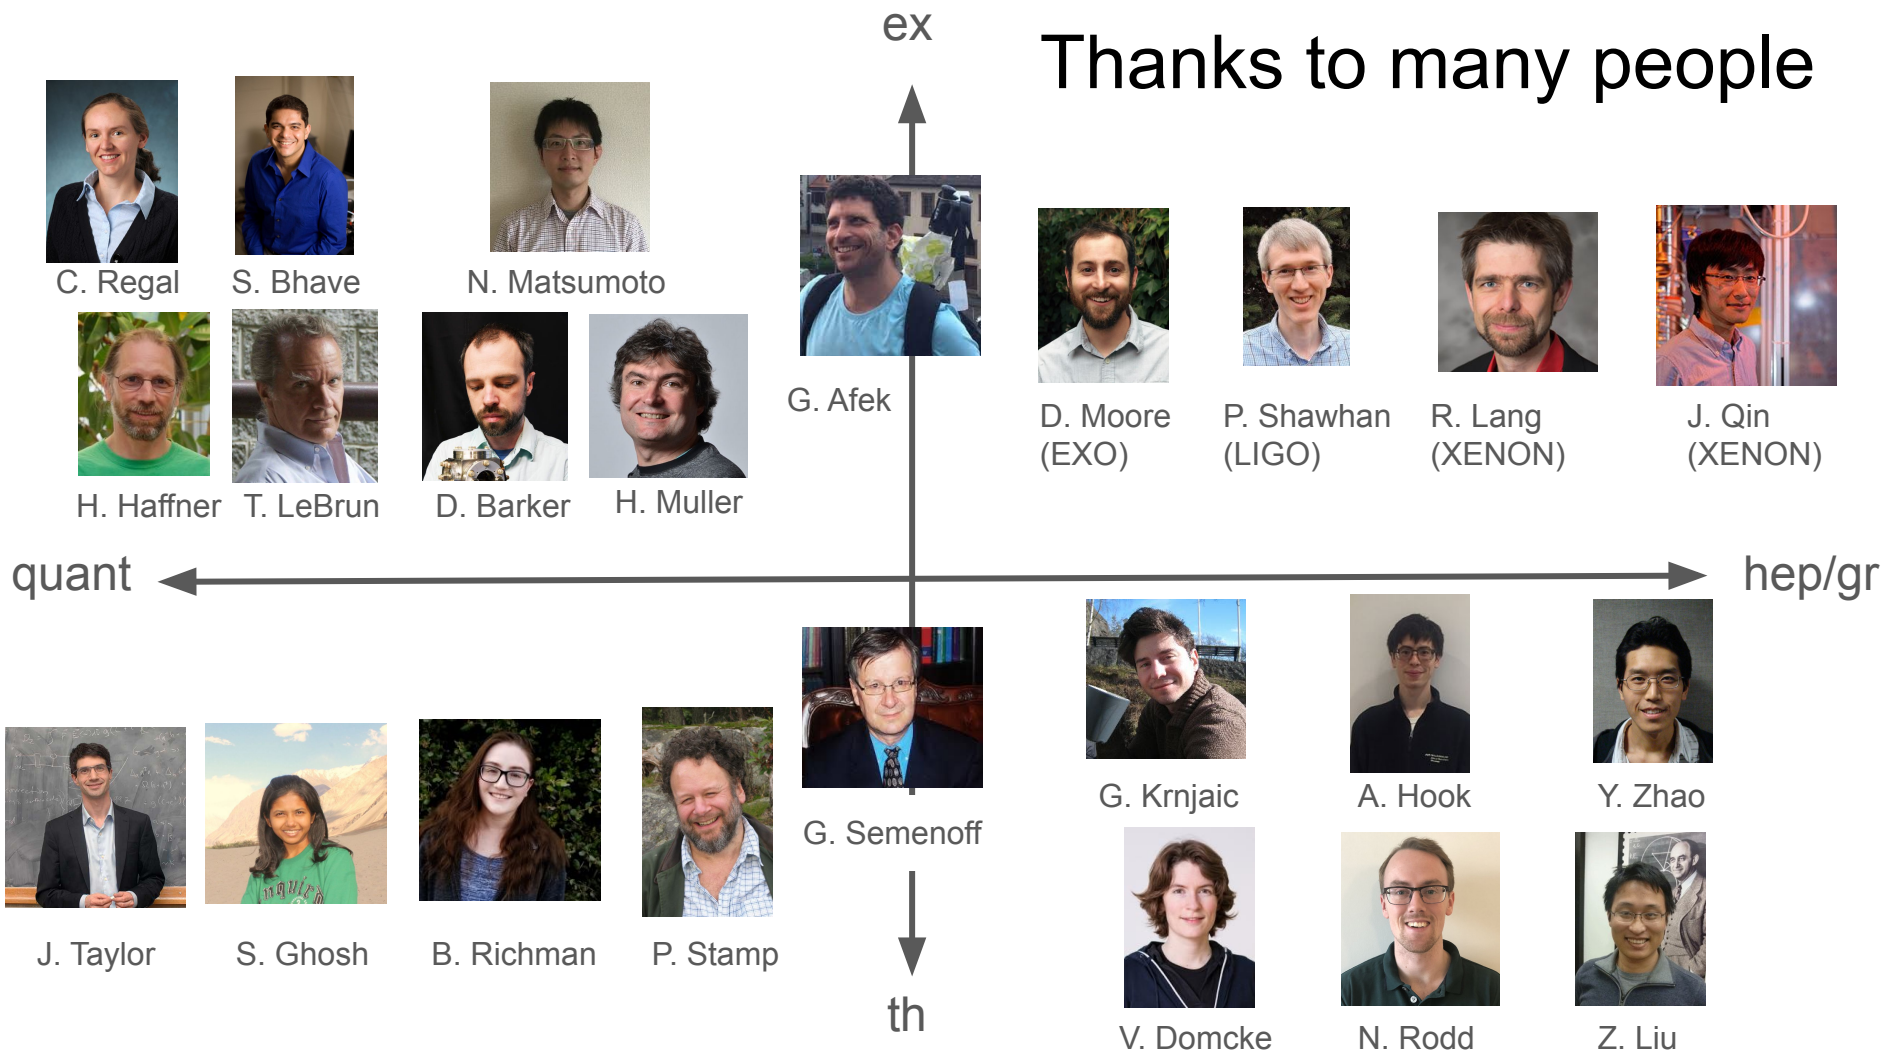 ex
Thanks to many people
C. Regal
S. Bhave
N. Matsumoto
G. Afek
D. Moore
(EXO)
P. Shawhan
(LIGO)
R. Lang
(XENON)
J. Qin
(XENON)
H. Haffner
T. LeBrun
D. Barker
H. Muller
quant
hep/gr
G. Semenoff
G. Krnjaic
A. Hook
Y. Zhao
J. Taylor
S. Ghosh
B. Richman
P. Stamp
th
V. Domcke
N. Rodd
Z. Liu